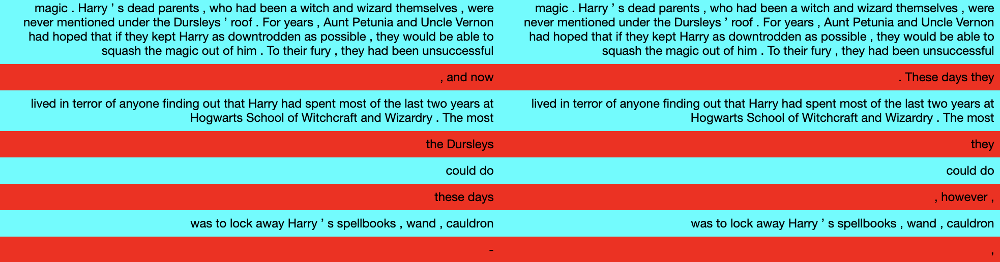 magic . Harry ’ s dead parents , who had been a witch and wizard themselves , were
never mentioned under the Dursleys ’ roof . For years , Aunt Petunia and Uncle Vernon
had hoped that if they kept Harry as downtrodden as possible , they would be able to
squash the magic out of him . To their fury , they had been unsuccessful
magic . Harry ’ s dead parents , who had been a witch and wizard themselves , were
never mentioned under the Dursleys ’ roof . For years , Aunt Petunia and Uncle Vernon
had hoped that if they kept Harry as downtrodden as possible , they would be able to
squash the magic out of him . To their fury , they had been unsuccessful
, and now
. These days they
lived in terror of anyone finding out that Harry had spent most of the last two years at
Hogwarts School of Witchcraft and Wizardry . The most
lived in terror of anyone finding out that Harry had spent most of the last two years at
Hogwarts School of Witchcraft and Wizardry . The most
the Dursleys
they
could do
could do
these days
, however ,
was to lock away Harry ’ s spellbooks , wand , cauldron
was to lock away Harry ’ s spellbooks , wand , cauldron
-
,